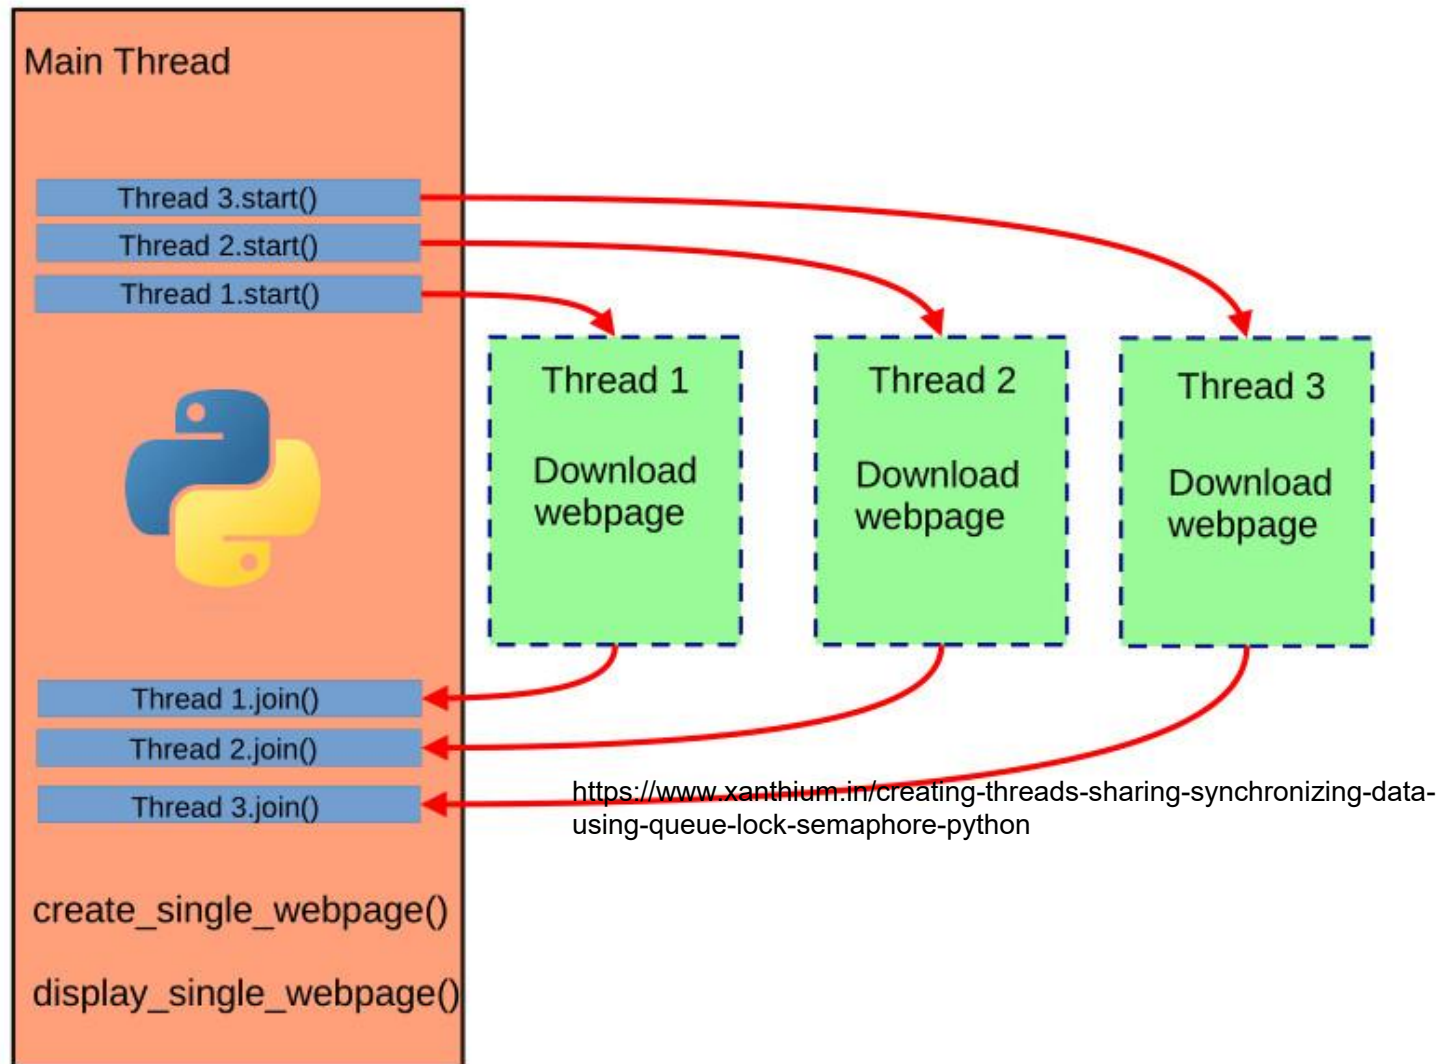 Main Thread
Thread 3.start()
Thread 2.start()
Thread 1.start()
Thread 1
Download
webpage
Thread 2
Download
webpage
Thread 3
Download
webpage
Thread 1.join()
Thread 2.join()
Thread 3.join()
https://www.xanthium.in/creating-threads-sharing-synchronizing-data-
using-queue-lock-semaphore-python
create_single_webpage()
display_single_webpage()